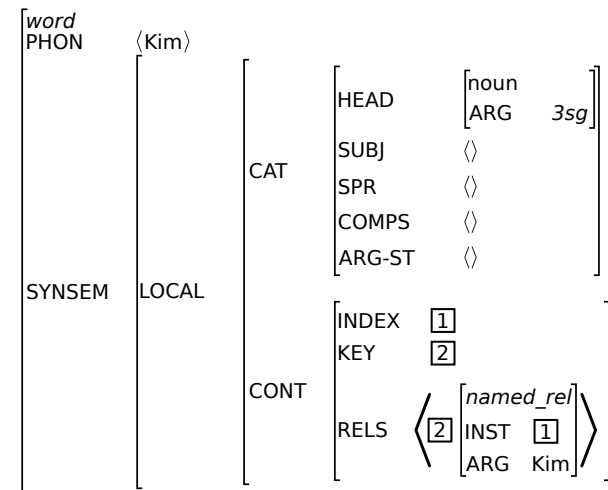 word
PHON ⟨Kim⟩
HEAD noun
ARG 3sg
SUBJ ⟨⟩
CAT
SPR ⟨⟩
COMPS ⟨⟩
ARG-ST ⟨⟩
SYNSEM LOCAL
INDEX 1
KEY 2
CONT
named_rel
RELS ⟨ 2 INST 1 ⟩
ARG Kim